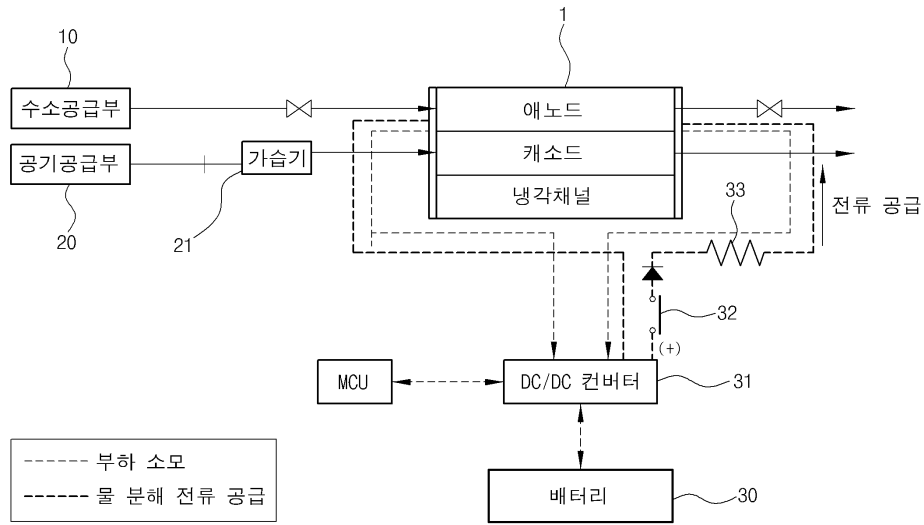 1
10
수소공급부
애노드
공기공급부
가습기
캐소드
냉각채널
20
21
33
전류 공급
32
(+)
MCU
DC/DC 컨버터
31
부하 소모
물 분해 전류 공급
배터리
30